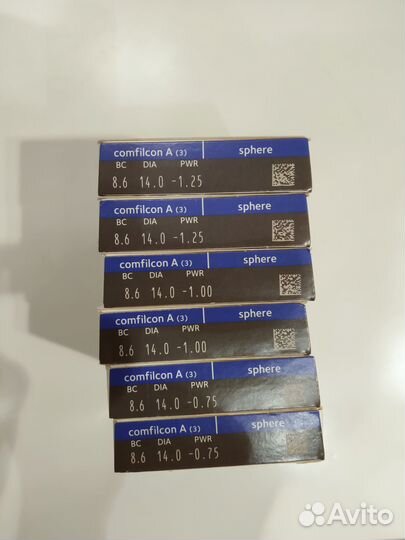 comfilcon A (3) sphere
BC DIA PWR
8.6 14.0 -1.25
comfilcon A (3) sphere
BC DIA PWR
8.6 14.0 -1.25
comfilcon A (3) sphere
BC DIA PWR
8.6 14.0 -1.00
comfilcon A (3) sphere
BC DIA PWR
8.6 14.0 -1.00
comfilcon A (3) sphere
BC DIA PWR
8.6 14.0 -0.75
comfilcon A (3) sphere
BC DIA PWR
8.6 14.0 -0.75
Avito